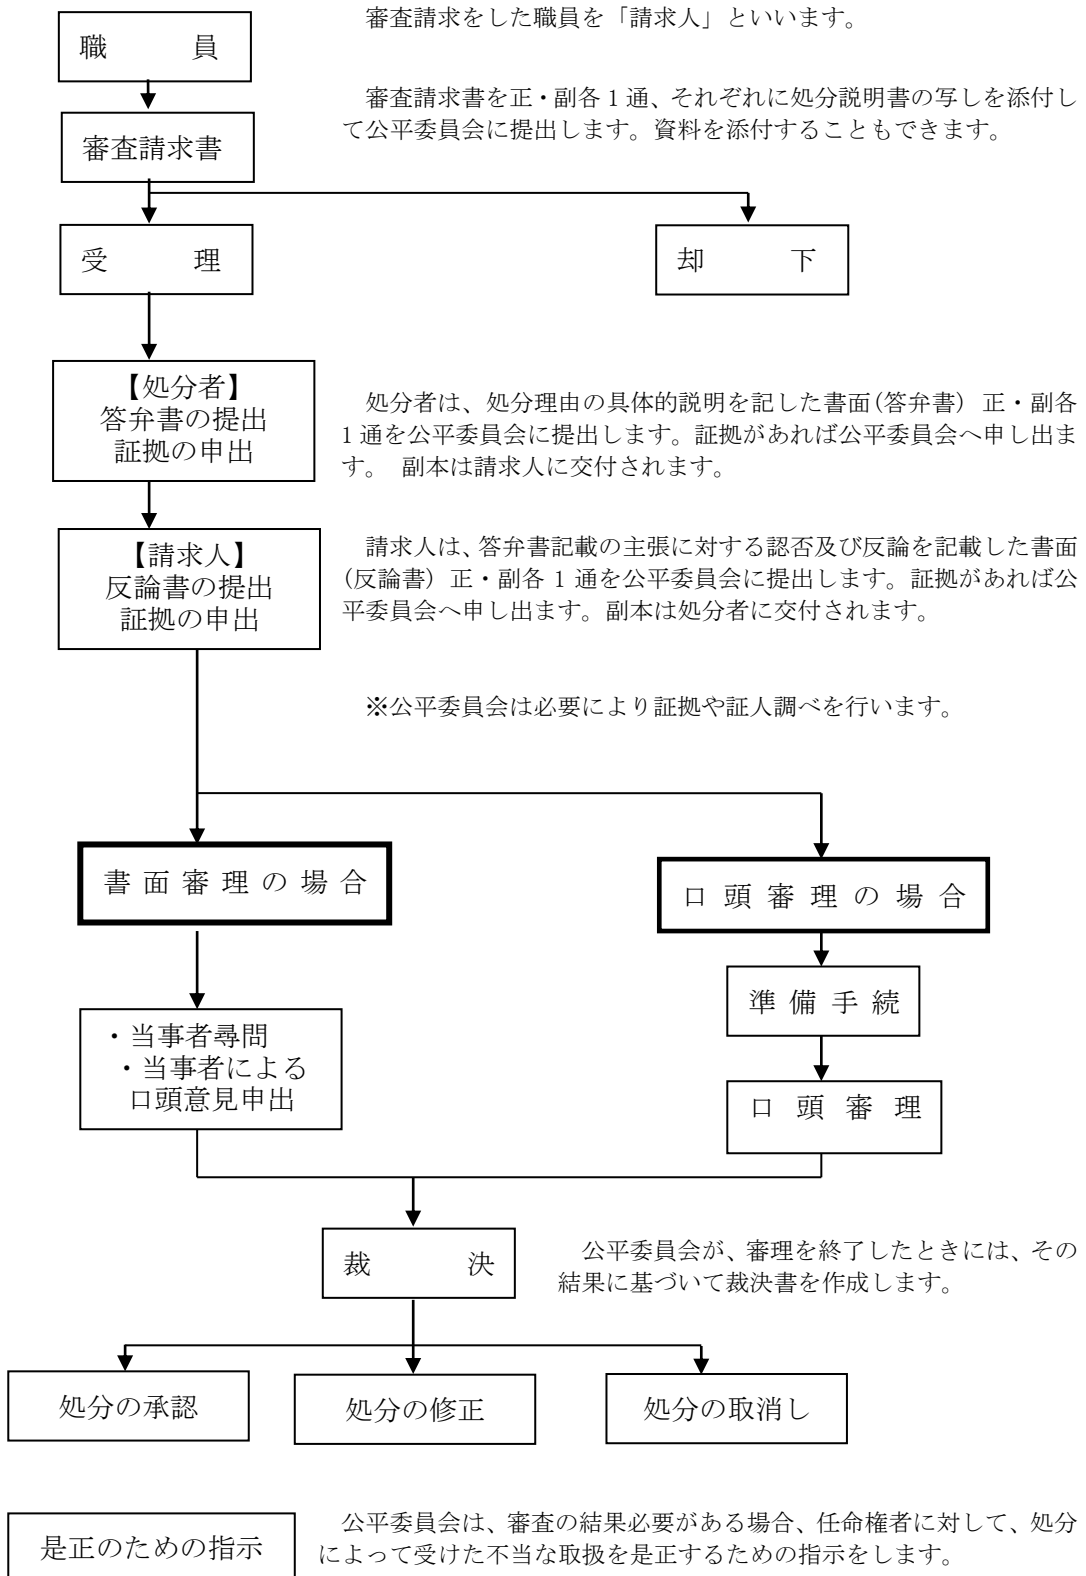 審査請求をした職員を「請求人」といいます。
職　　　員
審査請求書を正・副各１通、それぞれに処分説明書の写しを添付し
て公平委員会に提出します。資料を添付することもできます。
審査請求書
受　　　理
却　　　下
【処分者】
答弁書の提出
証拠の申出
処分者は、処分理由の具体的説明を記した書面(答弁書）正・副各
１通を公平委員会に提出します。証拠があれば公平委員会へ申し出ま
す。　副本は請求人に交付されます。
【請求人】
反論書の提出
証拠の申出
請求人は、答弁書記載の主張に対する認否及び反論を記載した書面
(反論書）正・副各１通を公平委員会に提出します。証拠があれば公
平委員会へ申し出ます。副本は処分者に交付されます。
※公平委員会は必要により証拠や証人調べを行います。
書面審理の場合
口頭審理の場合
準備手続
・当事者尋問
・当事者による
口頭意見申出
口頭審理
裁　　　決
公平委員会が、審理を終了したときには、その
結果に基づいて裁決書を作成します。
処分の承認
処分の修正
処分の取消し
是正のための指示
公平委員会は、審査の結果必要がある場合、任命権者に対して、処分
によって受けた不当な取扱を是正するための指示をします。